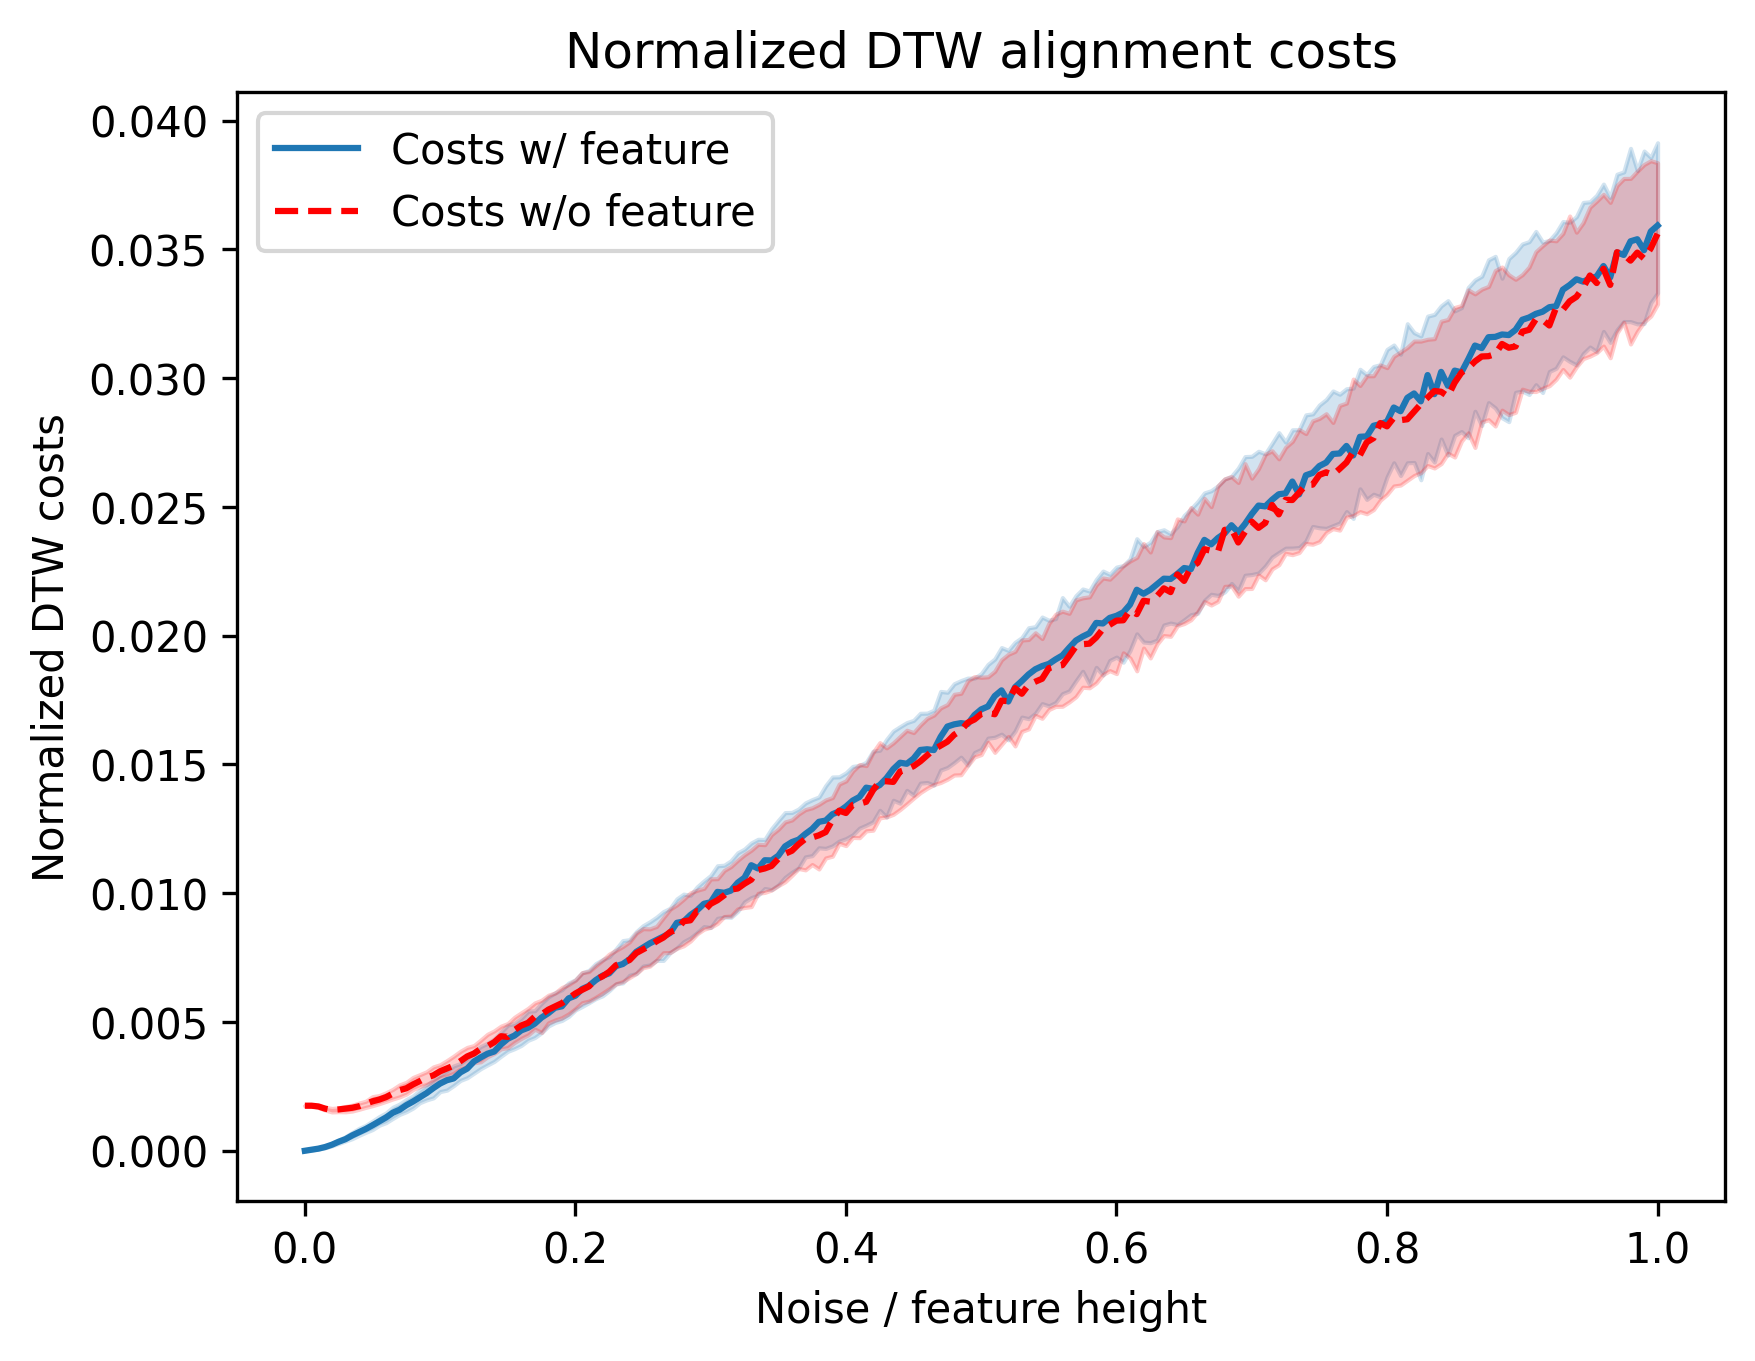 Normalized DTW alignment costs
Costs w/ feature
Costs w/o feature
0.040
0.035
0.030
0.025
0.020
0.015
0.010
0.005
0.000
Normalized DTW costs
0.0 0.2 0.4 0.6 0.8 1.0
Noise / feature height